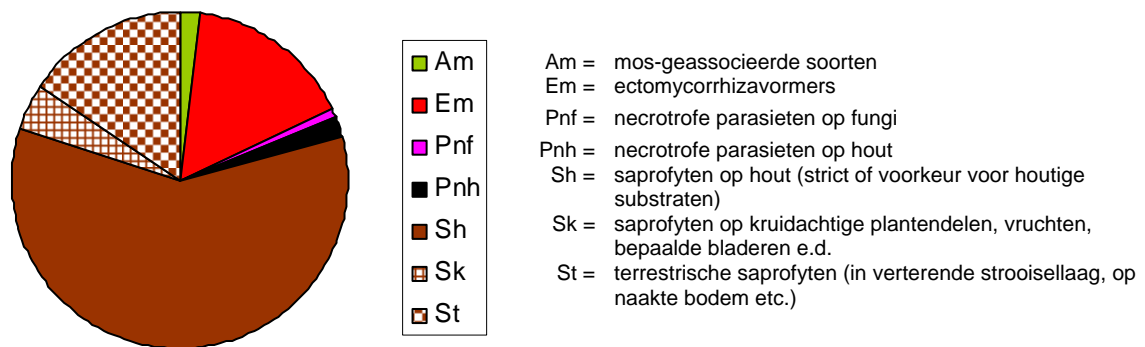 Am
Em
Pnf
Pnh
Sh
Sk
St
Am = mos-geassocieerde soorten
Em = ectomycorrhizavormers
Pnf = necrotrofe parasieten op fungi
Pnh = necrotrofe parasieten op hout
Sh = saprofyten op hout (strict of voorkeur voor houtige
substraten)
Sk = saprofyten op kruidachtige plantendelen, vruchten,
bepaalde bladeren e.d.
St = terrestrische saprofyten (in verterende strooisellaag, op
naakte bodem etc.)